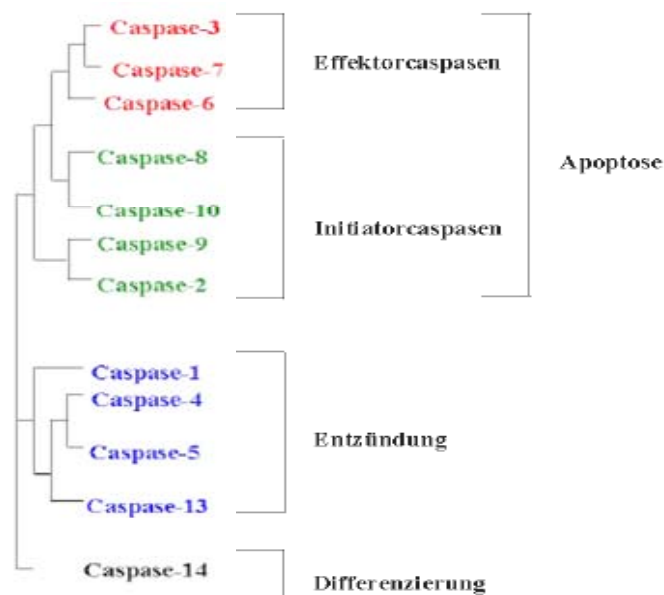 Caspase-3
Caspase-7
Caspase-6
Effektorcaspasen
Caspase-8
Caspase-10
Caspase-9
Caspase-2
Initiatorcaspasen
Apoptose
Caspase-1
Caspase-4
Caspase-5
Caspase-13
Entzündung
Caspase-14
Differenzierung